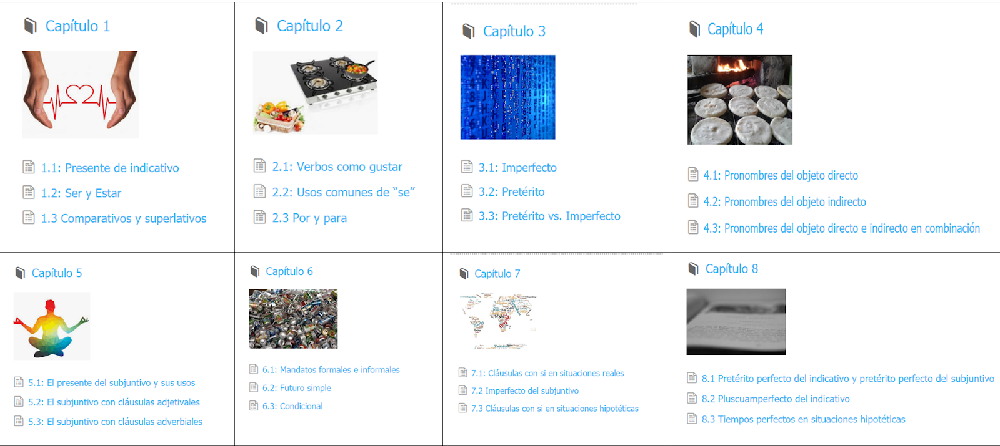 Capítulo 1
1.1: Presente de indicativo
1.2: Ser y Estar
1.3 Comparativos y superlativos
Capítulo 2
2.1: Verbos como gustar
2.2: Usos comunes de “se”
2.3 Por y para
Capítulo 3
3.1: Imperfecto
3.2: Pretérito
3.3: Pretérito vs. Imperfecto
Capítulo 4
4.1: Pronombres del objeto directo
4.2: Pronombres del objeto indirecto
4.3: Pronombres del objeto directo e indirecto en combinación
Capítulo 5
5.1: El presente del subjuntivo y sus usos
5.2: El subjuntivo con cláusulas adjetivales
5.3: El subjuntivo con cláusulas adverbiales
Capítulo 6
6.1: Mandatos formales e informales
6.2: Futuro simple
6.3: Condicional
Capítulo 7
7.1: Cláusulas con si en situaciones reales
7.2 Imperfecto del subjuntivo
7.3 Cláusulas con si en situaciones hipotéticas
Capítulo 8
8.1 Pretérito perfecto del indicativo y pretérito perfecto del subjuntivo
8.2 Pluscuamperfecto del indicativo
8.3 Tiempos perfectos en situaciones hipotéticas